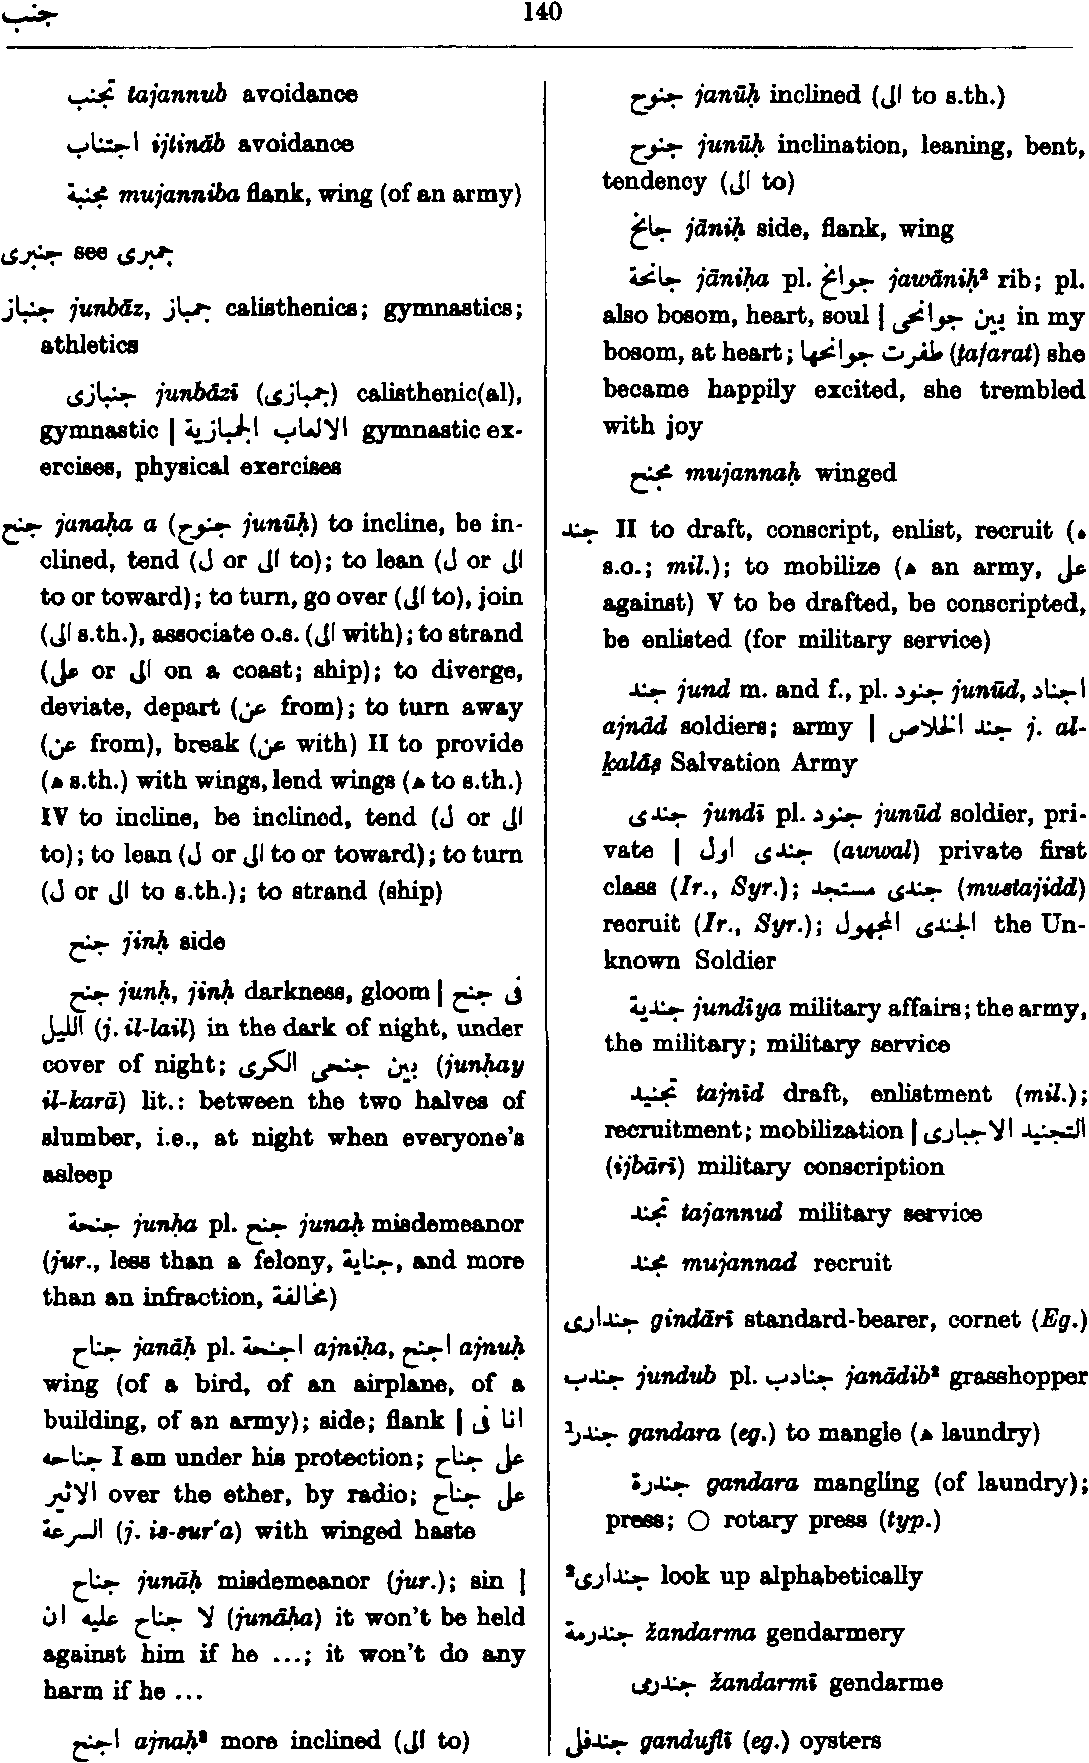 جنب
140
تجنب tajannub avoidance
اجتناب ijtināb avoidance
مجنبة mujanniba flank, wing (of an army)
جنبرى see جمبرى
جنباز junbāz, جمباز calisthenics; gymnastics;
athletics
جنبازى junbāzī (جمبازى) calisthenic(al),
gymnastic | الالعاب الجنبازية gymnastic ex-
ercises, physical exercises
جنح janaḥa a (جنوح junūḥ) to incline, be in-
clined, tend (ل or الى to); to lean (ل or الى
to or toward); to turn, go over (الى to), join
(الى s.th.), associate o.s. (الى with); to strand
(على or الى on a coast; ship); to diverge,
deviate, depart (عن from); to turn away
(عن from), break (عن with) II to provide
(ه s.th.) with wings, lend wings (ه to s.th.)
IV to incline, be inclined, tend (ل or الى
to); to lean (ل or الى to or toward); to turn
(ل or الى to s.th.); to strand (ship)
جنح jinḥ side
جنح junḥ, jinḥ darkness, gloom | فى جنح
الليل (j. il-lail) in the dark of night, under
cover of night; بين جنحى الكرى (junḥay
il-karā) lit.: between the two halves of
slumber, i.e., at night when everyone's
asleep
جنحة junḥa pl. جنح junaḥ misdemeanor
(jur., less than a felony, جناية, and more
than an infraction, مخالفة)
جناح janāḥ pl. اجنحة ajniḥa, اجنح ajnuḥ
wing (of a bird, of an airplane, of a
building, of an army); side; flank | انا فى
جناحه I am under his protection; على جناح
الاثير over the ether, by radio; على جناح
السرعة (j. is-sur'a) with winged haste
جناح junāḥ misdemeanor (jur.); sin |
لا جناح عليه ان (junāḥa) it won't be held
against him if he ...; it won't do any
harm if he ...
اجنح ajnaḥ² more inclined (الى to)
جنوح janūḥ inclined (الى to s.th.)
جنوح junūḥ inclination, leaning, bent,
tendency (الى to)
جانح jāniḥ side, flank, wing
جانحة jāniḥa pl. جوانح jawāniḥ² rib; pl.
also bosom, heart, soul | بين جوانحى in my
bosom, at heart; طفرت جوانحها (ṭafarat) she
became happily excited, she trembled
with joy
مجنح mujannaḥ winged
جند II to draft, conscript, enlist, recruit (ه
s.o.; mil.); to mobilize (ه an army, على
against) V to be drafted, be conscripted,
be enlisted (for military service)
جند jund m. and f., pl. جنود junūd, اجناد
ajnād soldiers; army | جند الخلاص j. al-
ḵalāṣ Salvation Army
جندى jundī pl. جنود junūd soldier, pri-
vate | جندى اول (awwal) private first
class (Ir., Syr.); جندى مستجد (mustajidd)
recruit (Ir., Syr.); الجندى المجهول the Un-
known Soldier
جندية jundīya military affairs; the army,
the military; military service
تجنيد tajnīd draft, enlistment (mil.);
recruitment; mobilization | التجنيد الاجبارى
(ijbārī) military conscription
تجند tajannud military service
مجند mujannad recruit
جندارى gindārī standard-bearer, cornet (Eg.)
جندب jundub pl. جنادب janādib² grasshopper
جندر¹ gandara (eg.) to mangle (ه laundry)
جندرة gandara mangling (of laundry);
press; ○ rotary press (typ.)
جندارى² look up alphabetically
جندرمة žandarma gendarmery
جندرمى žandarmī gendarme
جندفلى ganduflī (eg.) oysters